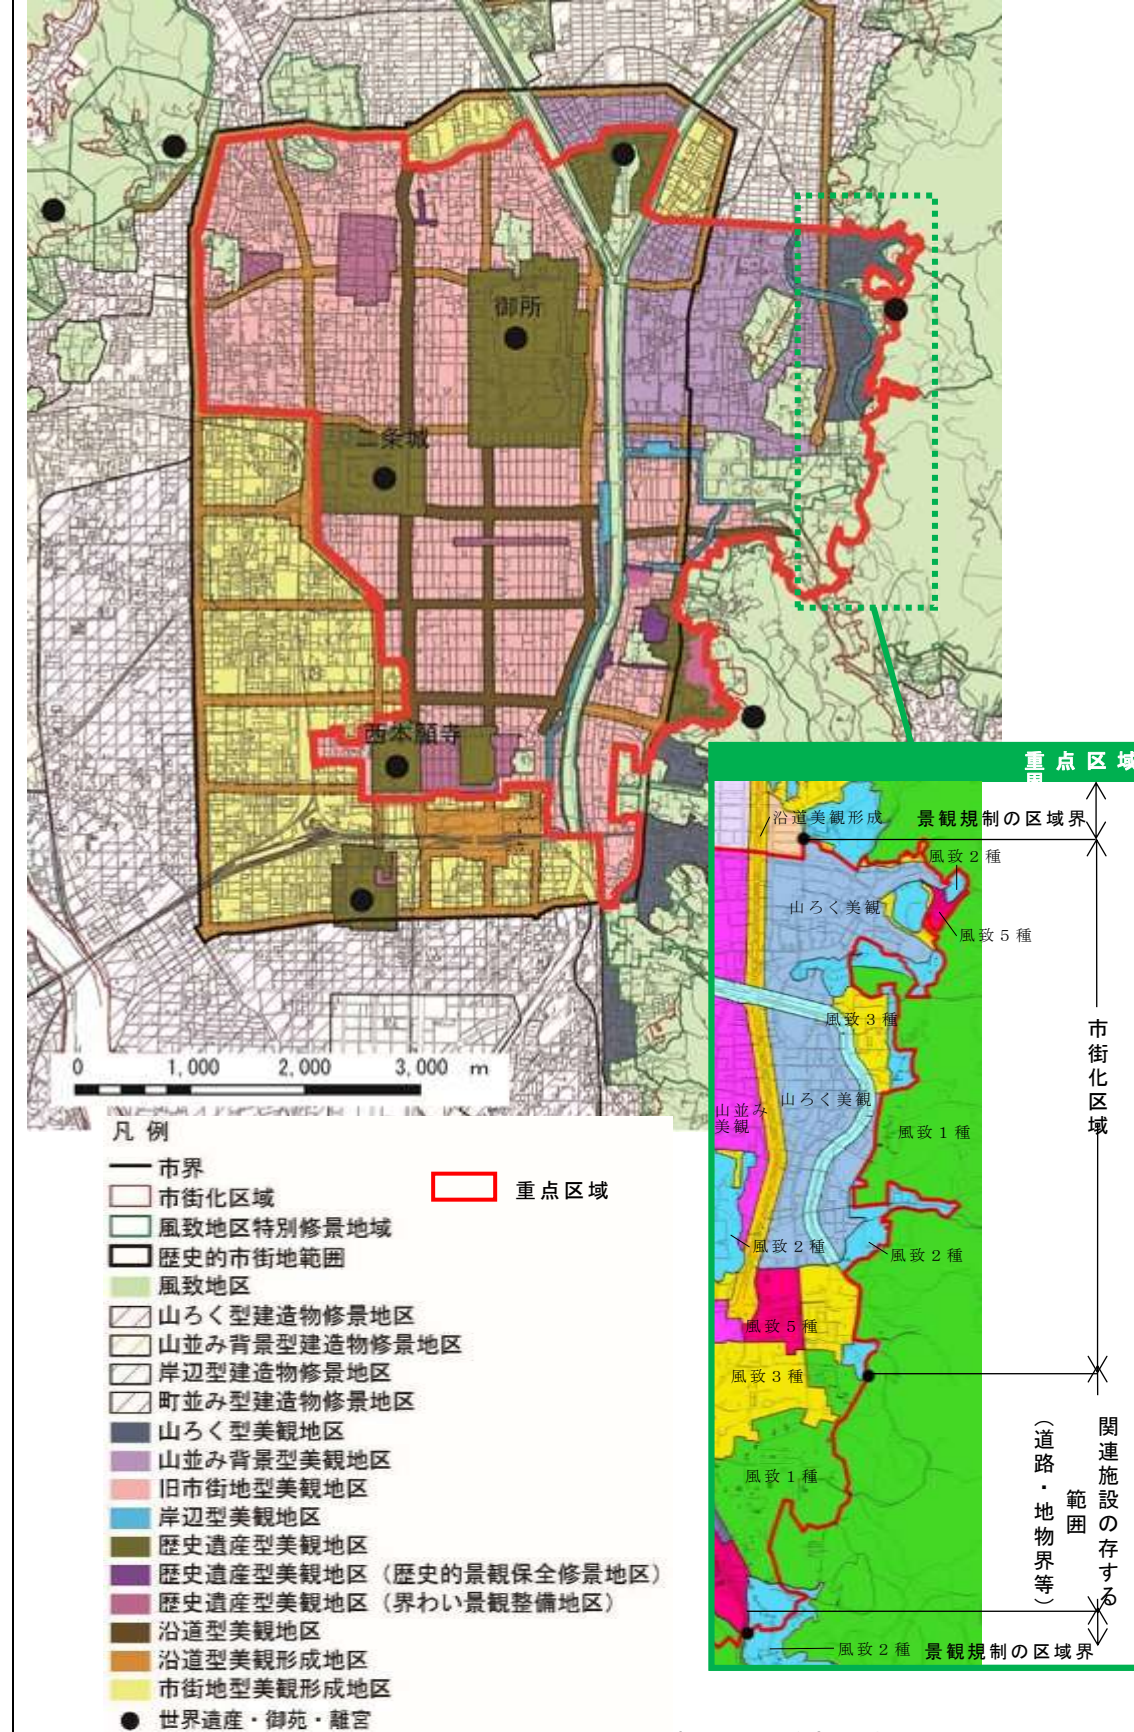 御所
二条城
西本願寺
0 1,000 2,000 3,000 m
凡 例
市界
市街化区域
風致地区特別修景地域
歴史的市街地範囲
風致地区
山ろく型建造物修景地区
山並み背景型建造物修景地区
岸辺型建造物修景地区
町並み型建造物修景地区
山ろく型美観地区
山並み背景型美観地区
旧市街地型美観地区
岸辺型美観地区
歴史遺産型美観地区
歴史遺産型美観地区（歴史的景観保全修景地区）
歴史遺産型美観地区（界わい景観整備地区）
沿道型美観地区
沿道型美観形成地区
市街地型美観形成地区
世界遺産・御苑・離宮
重点区域
重点区域
沿道美観形成
景観規制の区域界
風致２種
山ろく美観
風致５種
風致３種
山ろく美観
山並み
美観
風致１種
風致２種
風致２種
風致５種
風致３種
風致１種
風致２種
景観規制の区域界
市街化区域
関連施設の存する
範囲
（道路・地物界等）